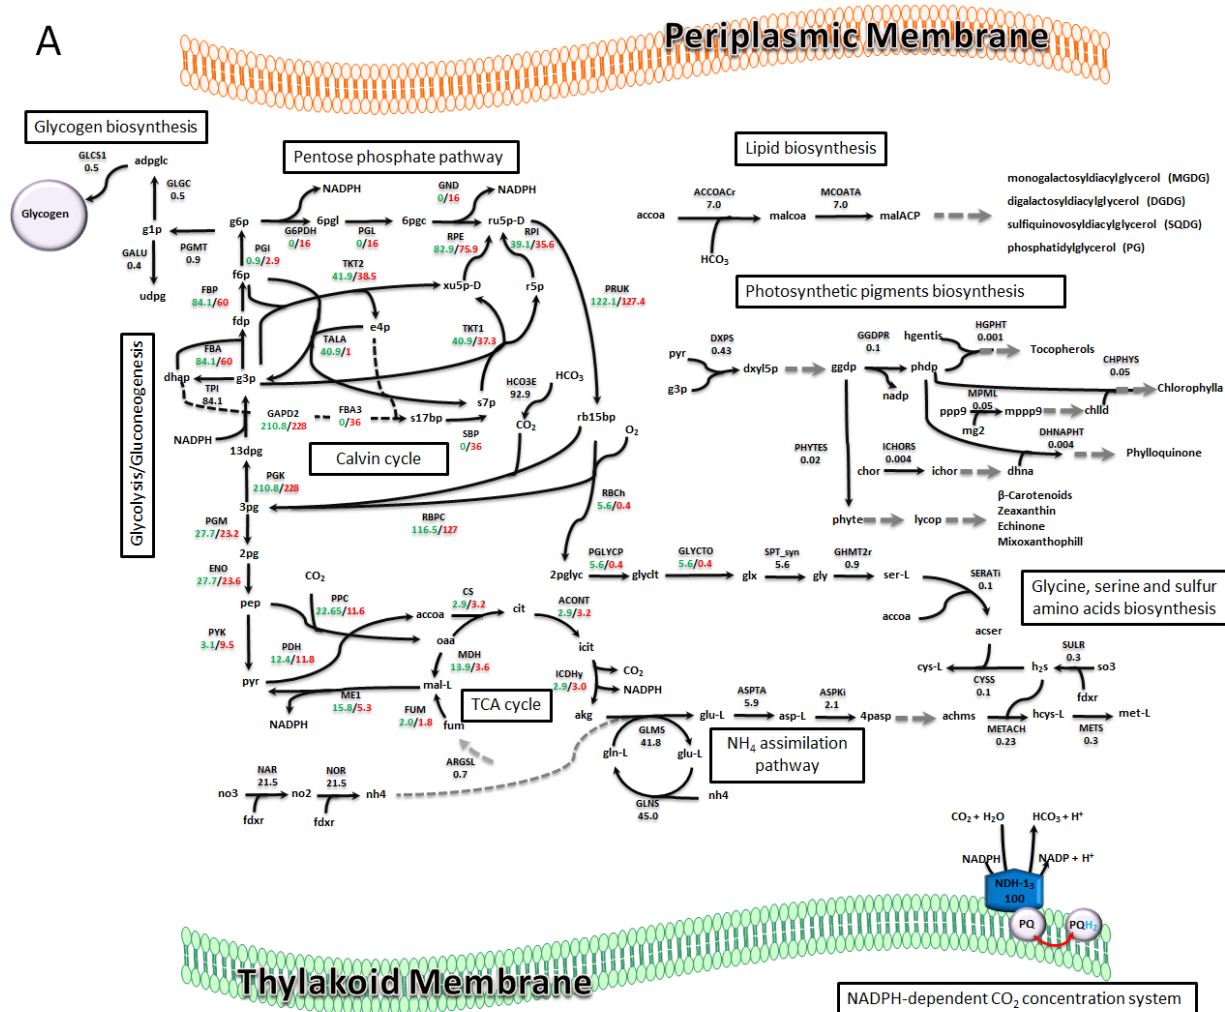 A
Periplasmic Membrane
Glycogen biosynthesis
GLCS1
0.5
adpglc
GLGC
0.5
Glycogen
g1p
PGMT
0.9
GALU
0.4
udpg
Pentose phosphate pathway
NADPH
GND
0/16
NADPH
g6p
G6PDH
0/16
6pgl
PGL
0/16
6pgc
ru5p-D
PGI
0.9/2.9
RPE
82.9/75.9
RPI
39.1/35.6
TKT2
41.9/38.5
f6p
xu5p-D
r5p
PRUK
122.1/127.4
FBP
84.1/60
fdp
e4p
TALA
40.9/1
TKT1
40.9/37.3
FBA
84.1/60
dhap
g3p
TPI
84.1
HCO3E
92.9
HCO₃
s7p
GAPD2
210.8/228
FBA3
0/36
s17bp
SBP
0/36
CO₂
rb15bp
O₂
NADPH
13dpg
Calvin cycle
Glycolysis/Gluconeogenesis
PGK
210.8/228
3pg
RBPC
116.5/127
RBCh
5.6/0.4
PGM
27.7/23.2
2pg
ENO
27.7/23.6
pep
CO₂
PPC
22.65/11.6
PYK
3.1/9.5
PDH
12.4/11.8
pyr
accoa
CS
2.9/3.2
cit
ACONT
2.9/3.2
oaa
icit
MDH
13.9/3.6
ICDHy
2.9/3.0
CO₂
NADPH
mal-L
ME1
15.8/5.3
NADPH
FUM
2.0/1.8
fum
TCA cycle
akg
ARGSL
0.7
NAR
21.5
NOR
21.5
no3
no2
nh4
fdxr
fdxr
GLMS
41.8
gln-L
glu-L
GLNS
45.0
nh4
glu-L
ASPTA
5.9
asp-L
ASPKi
2.1
4pasp
achms
METACH
0.23
hcys-L
METS
0.3
met-L
NH₄ assimilation
pathway
2pglyc
PGLYCP
5.6/0.4
glyclt
GLYCTO
5.6/0.4
glx
SPT_syn
5.6
gly
GHMT2r
0.9
ser-L
SERATi
0.1
accoa
acser
cys-L
CYSS
0.1
h₂s
SULR
0.3
so3
fdxr
Glycine, serine and sulfur
amino acids biosynthesis
Lipid biosynthesis
ACCOACr
7.0
MCOATA
7.0
accoa
malcoa
malACP
HCO₃
monogalactosyldiacylglycerol (MGDG)
digalactosyldiacylglycerol (DGDG)
sulfiquinovosyldiacylglycerol (SQDG)
phosphatidylglycerol (PG)
Photosynthetic pigments biosynthesis
DXPS
0.43
pyr
g3p
dxyl5p
GGDPR
0.1
ggdp
nadp
phdp
hgentis
HGPHT
0.001
Tocopherols
CHPHYS
0.05
Chlorophylla
MPML
0.05
ppp9
mppp9
chlld
mg2
DHNAPHT
0.004
Phylloquinone
PHYTES
0.02
ICHORS
0.004
chor
ichor
dhna
phyte
lycop
β-Carotenoids
Zeaxanthin
Echinone
Mixoxanthophill
CO₂ + H₂O
HCO₃ + H⁺
NADPH
NADP + H⁺
NDH-1₃
100
PQ
PQH₂
Thylakoid Membrane
NADPH-dependent CO₂ concentration system